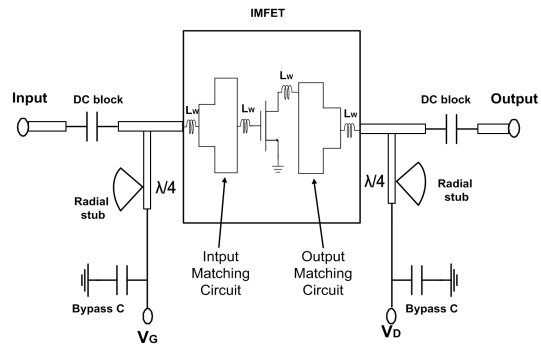 IMFET
Input
DC block
Lw
Lw
Lw
Lw
DC block
Output
λ/4
λ/4
Radial
stub
Radial
stub
Bypass C
Intput
Matching
Circuit
Output
Matching
Circuit
Bypass C
VG
VD